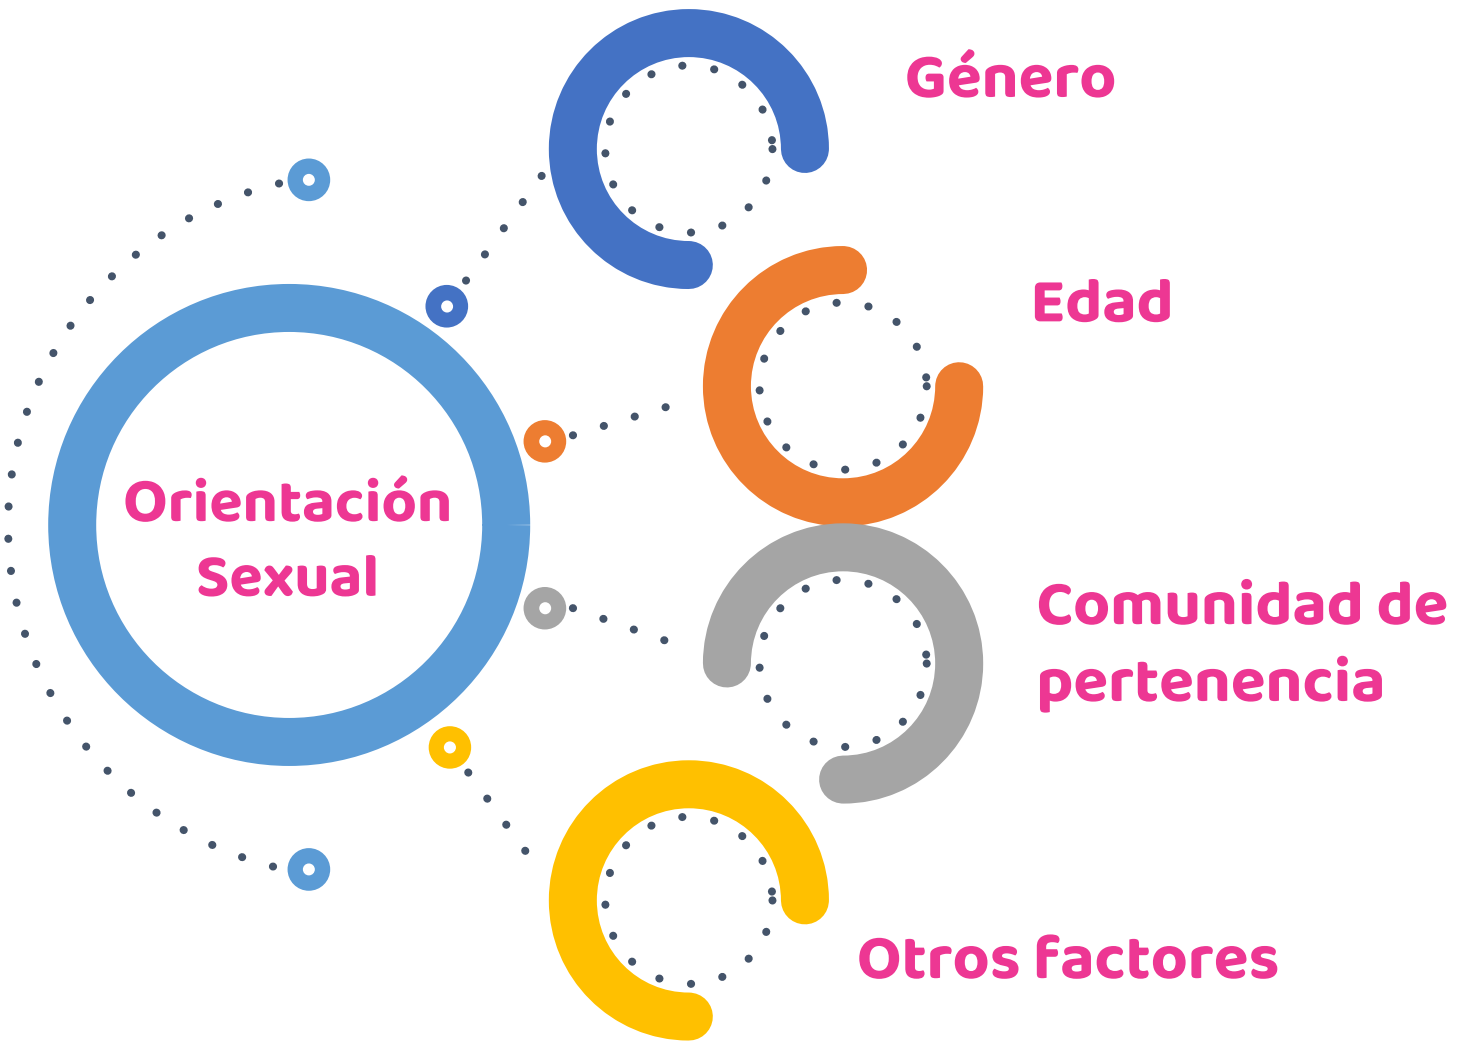 Género
Edad
Orientación
Sexual
Comunidad de
pertenencia
Otros factores